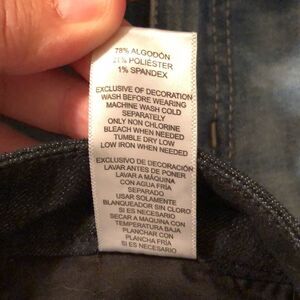 78% ALGODÓN
21% POLIÉSTER
1% SPANDEX
EXCLUSIVE OF DECORATION
WASH BEFORE WEARING
MACHINE WASH COLD
SEPARATELY
ONLY NON CHLORINE
BLEACH WHEN NEEDED
TUMBLE DRY LOW
LOW IRON WHEN NEEDED
EXCLUSIVO DE DECORACIÓN
LAVAR ANTES DE PONER
LAVAR A MÁQUINA
CON AGUA FRÍA
SEPARADO
USAR SOLAMENTE
BLANQUEADOR SIN CLORO
SI ES NECESARIO
SECAR A MAQUINA CON
TEMPERATURA BAJA
PLANCHAR CON
PLANCHA FRÍA
SI ES NECESARIO